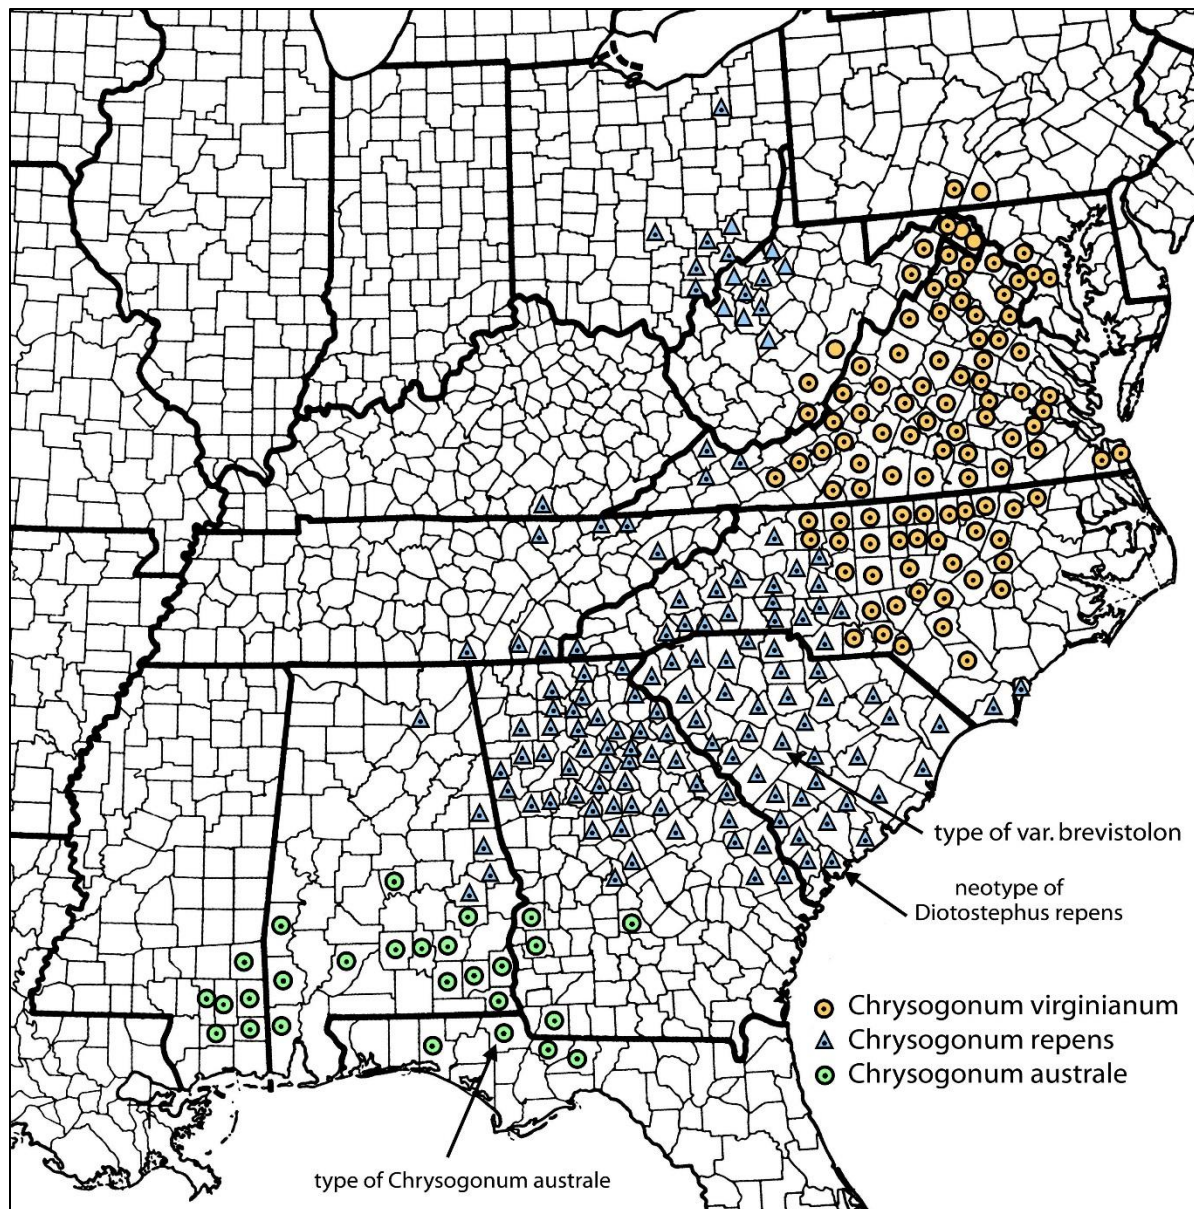 type of var. brevistolon
neotype of
Diotostephus repens
Chrysogonum virginianum
Chrysogonum repens
Chrysogonum australe
type of Chrysogonum australe